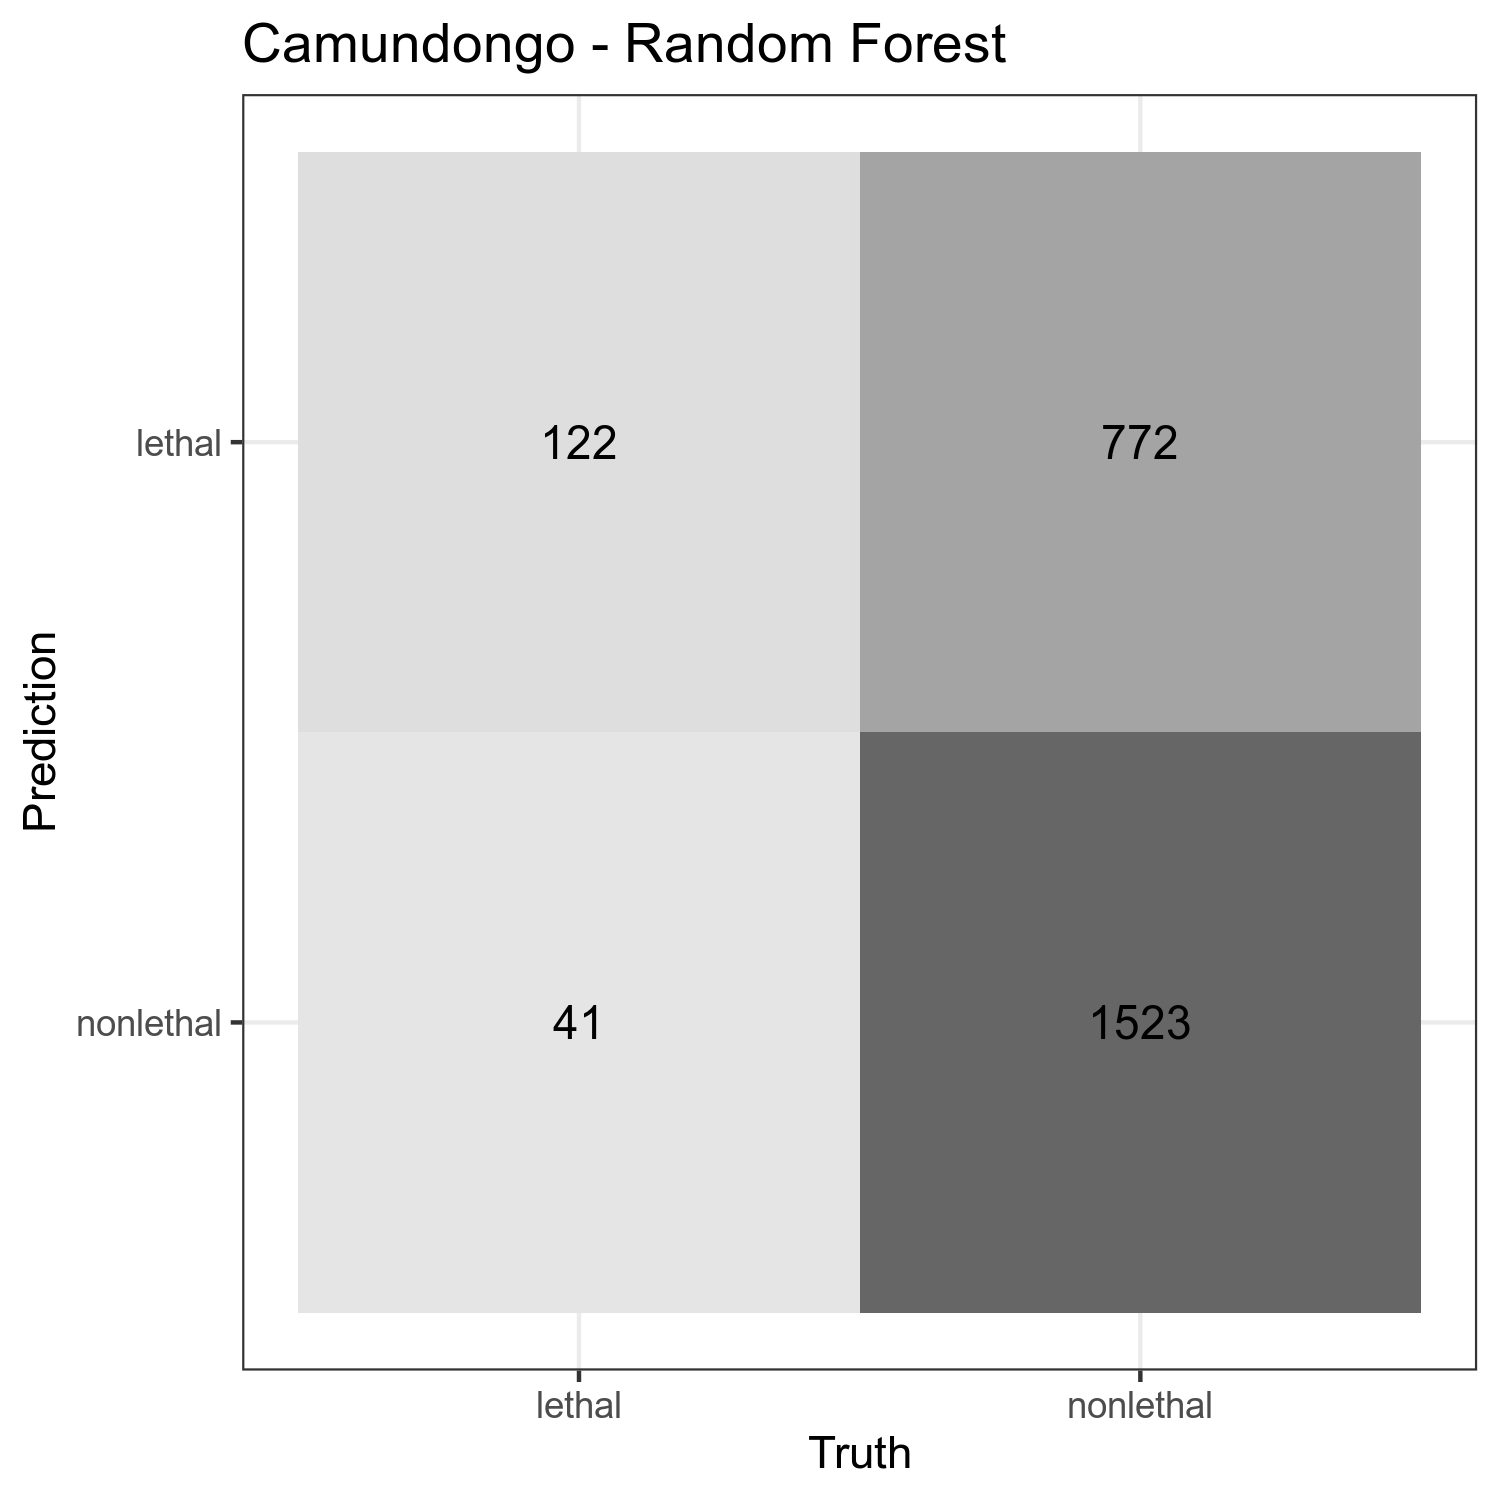 Camundongo - Random Forest
Prediction
lethal
122
772
nonlethal
41
1523
lethal
nonlethal
Truth